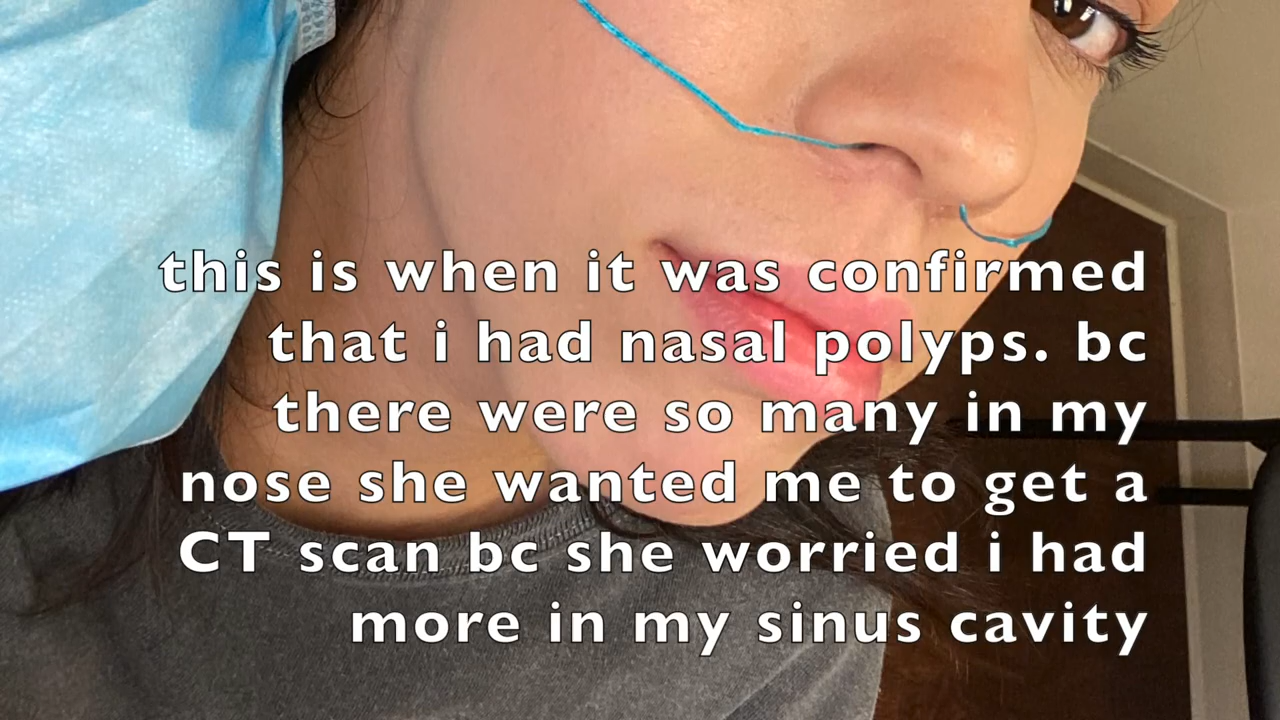 this is when it was confirmed
that i had nasal polyps. bc
there were so many in my
nose she wanted me to get a
CT scan bc she worried i had
more in my sinus cavity